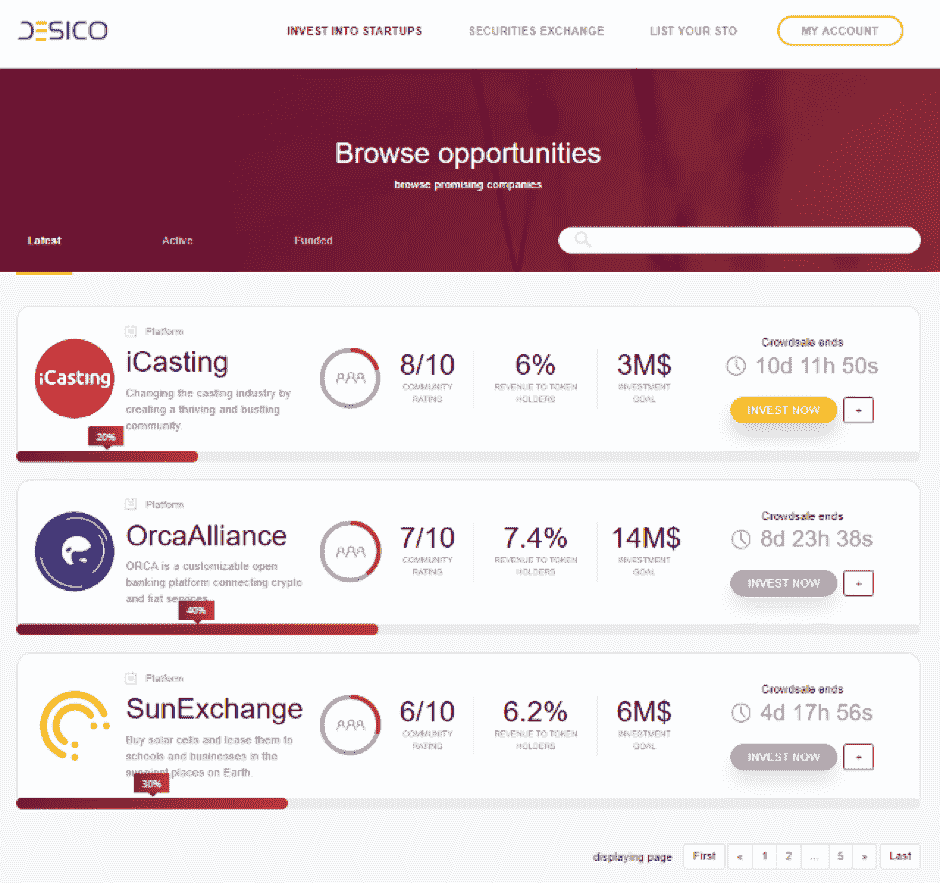 DESICO
INVEST INTO STARTUPS
SECURITIES EXCHANGE
LIST YOUR STO
MY ACCOUNT
Browse opportunities
browse promising companies
Latest
Active
Funded
Platform
iCasting
iCasting
Changing the casting industry by
creating a thriving and bustling
community.
8/10
COMMUNITY
RATING
6%
REVENUE TO TOKEN
HOLDERS
3M$
INVESTMENT
GOAL
Crowdsale ends
10d 11h 50s
INVEST NOW
+
20%
Platform
OrcaAlliance
ORCA is a customizable open
banking platform connecting crypto
and fiat services.
7/10
COMMUNITY
RATING
7.4%
REVENUE TO TOKEN
HOLDERS
14M$
INVESTMENT
GOAL
Crowdsale ends
8d 23h 38s
INVEST NOW
+
40%
Platform
SunExchange
Buy solar cells and lease them to
schools and businesses in the
sunniest places on Earth.
6/10
COMMUNITY
RATING
6.2%
REVENUE TO TOKEN
HOLDERS
6M$
INVESTMENT
GOAL
Crowdsale ends
4d 17h 56s
INVEST NOW
+
30%
displaying page
First
«
1
2
...
5
»
Last